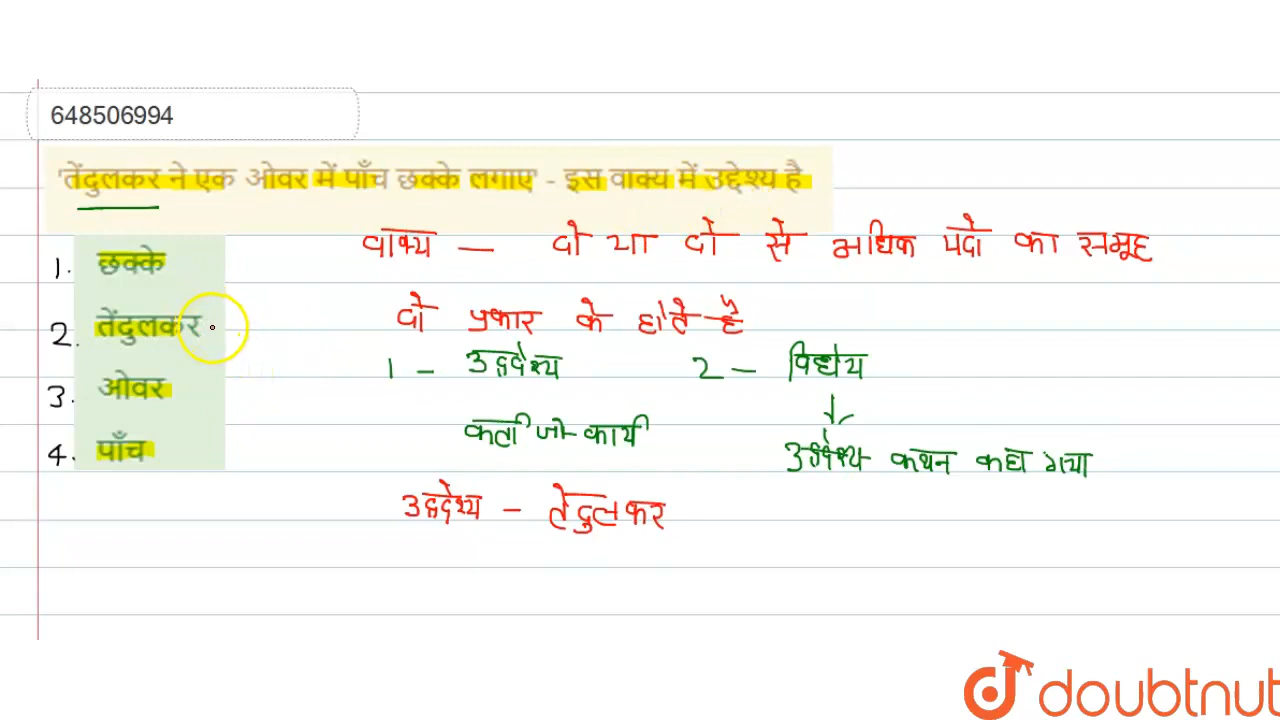 648506994
'तेंदुलकर ने एक ओवर में पाँच छक्के लगाए' - इस वाक्य में उद्देश्य है
वाक्य — दो या दो से अधिक पदो का समूह
1. छक्के
दो प्रकार के होते है
2. तेंदुलकर
1 - उद्देश्य 2 - विधेय
3. ओवर
कर्ता जो कार्य
4. पाँच
उद्देश्य कथन कहा गया
उद्देश्य - तेदुलकर
doubtnut